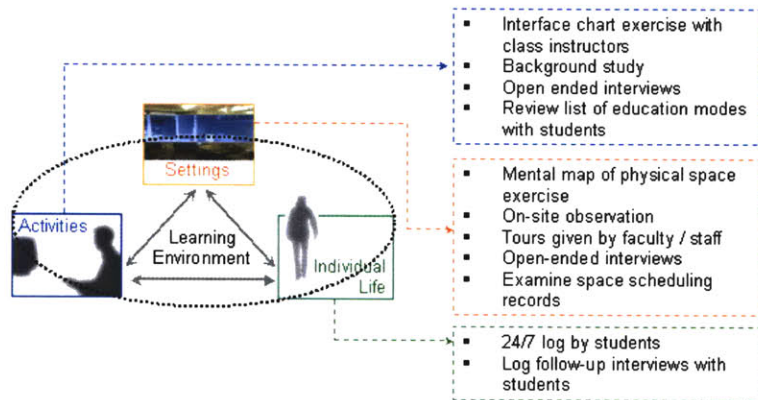 Settings
Activities
Learning
Environment
Individual
Life
▪ Interface chart exercise with
class instructors
▪ Background study
▪ Open ended interviews
▪ Review list of education modes
with students
▪ Mental map of physical space
exercise
▪ On-site observation
▪ Tours given by faculty / staff
▪ Open-ended interviews
▪ Examine space scheduling
records
▪ 24/7 log by students
▪ Log follow-up interviews with
students